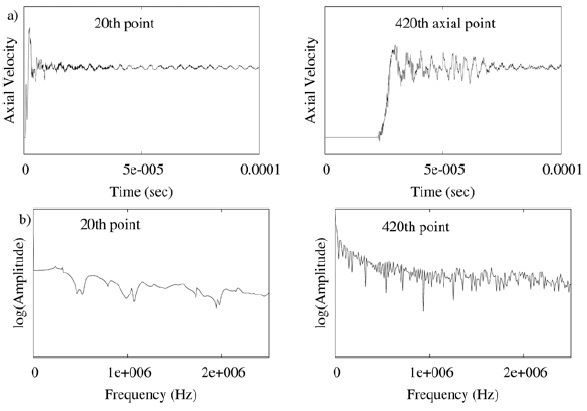 a)
20th point
420th axial point
Axial Velocity
Axial Velocity
0
5e-005
0.0001
0
5e-005
0.0001
Time (sec)
Time (sec)
b)
20th point
420th point
log(Amplitude)
log(Amplitude)
0
1e+006
2e+006
0
1e+006
2e+006
Frequency (Hz)
Frequency (Hz)